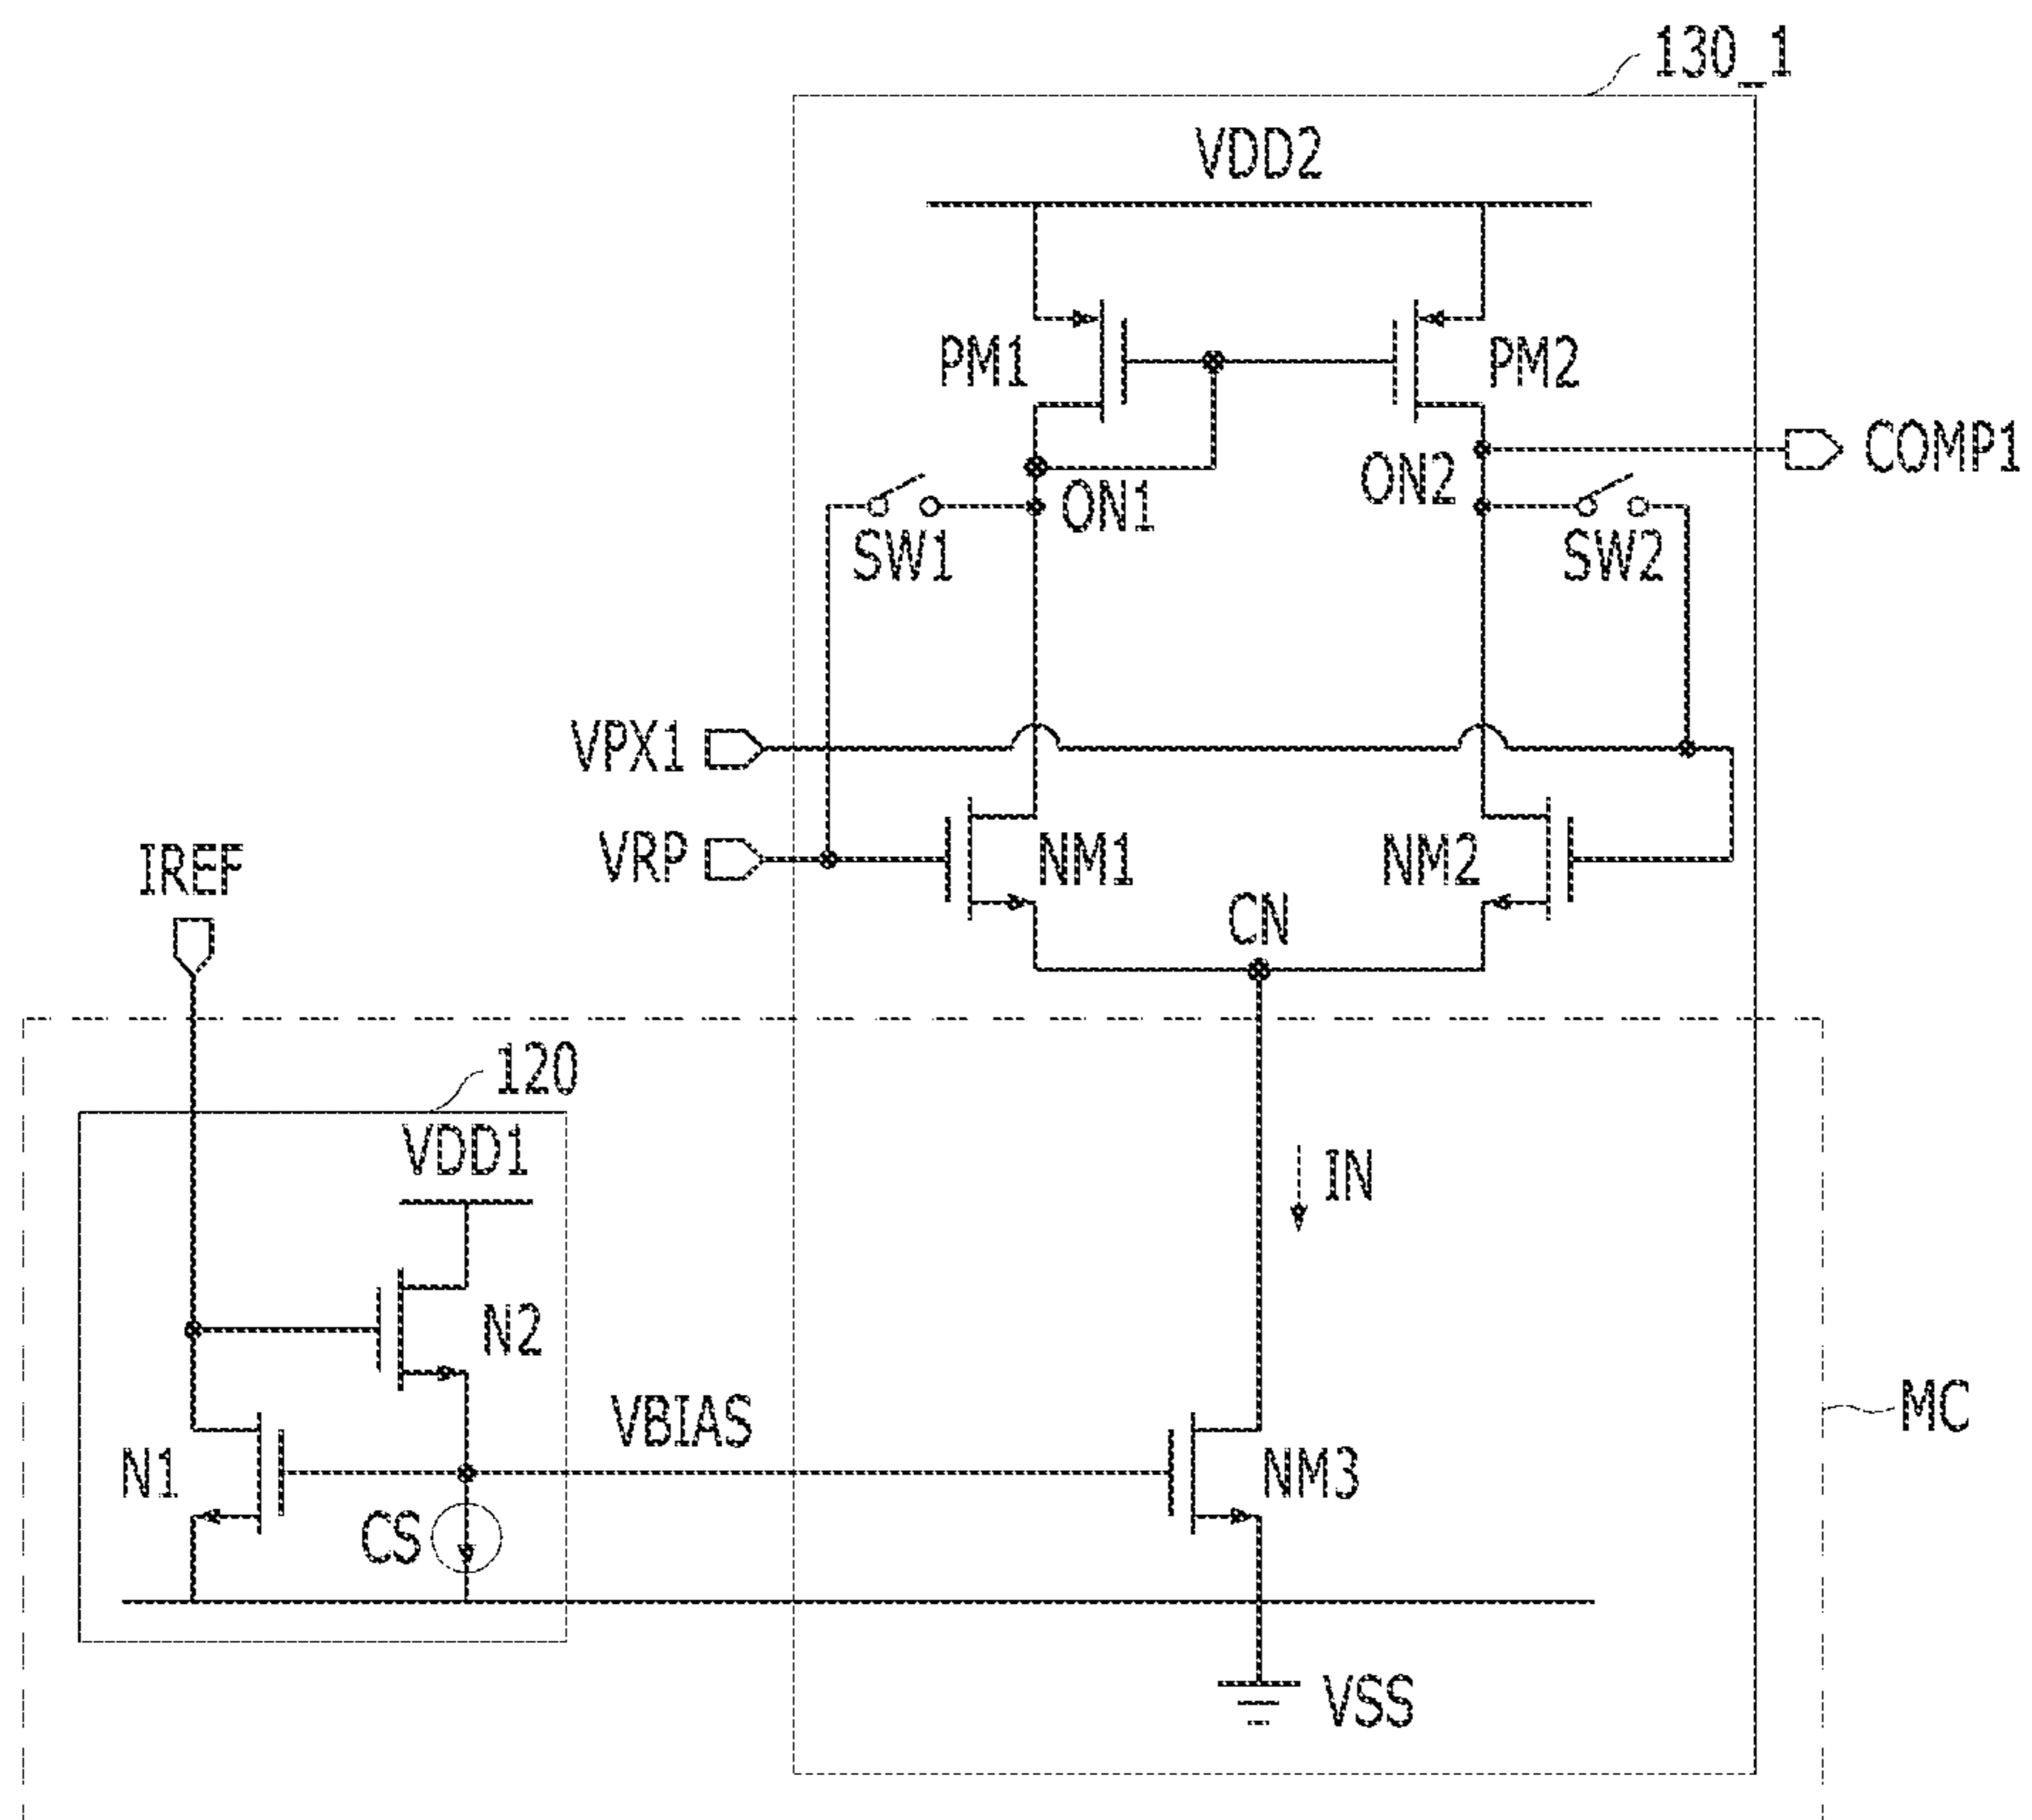 130_1
VDD2
PM1
PM2
COMP1
ON1
ON2
SW1
SW2
VPX1
VRP
NM1
NM2
IREF
CN
120
VDD1
IN
N2
VBIAS
MC
N1
NM3
CS
VSS